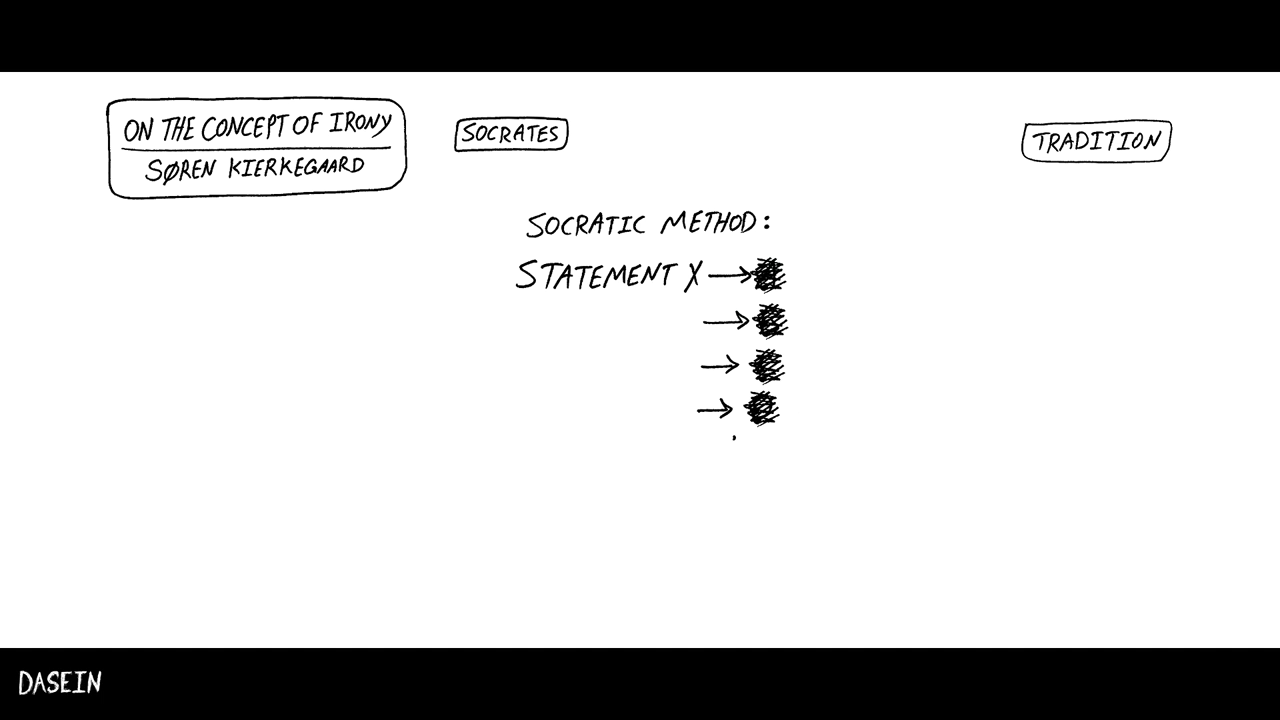 ON THE CONCEPT OF IRONY
SØREN KIERKEGAARD
SOCRATES
TRADITION
SOCRATIC METHOD:
STATEMENT X →
→
→
→
DASEIN